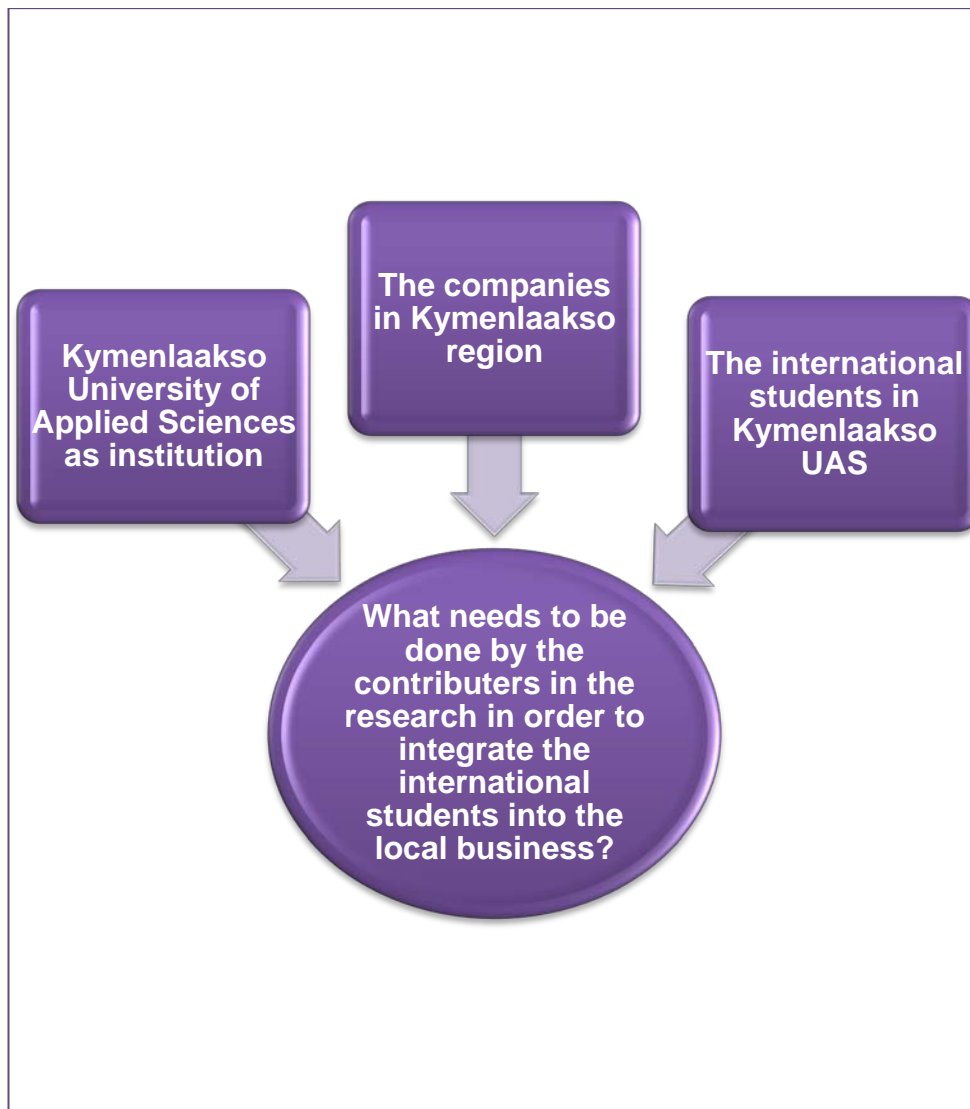 Kymenlaakso
University of
Applied Sciences
as institution
The companies
in Kymenlaakso
region
The international
students in
Kymenlaakso
UAS
What needs to be
done by the
contributers in the
research in order to
integrate the
international
students into the
local business?